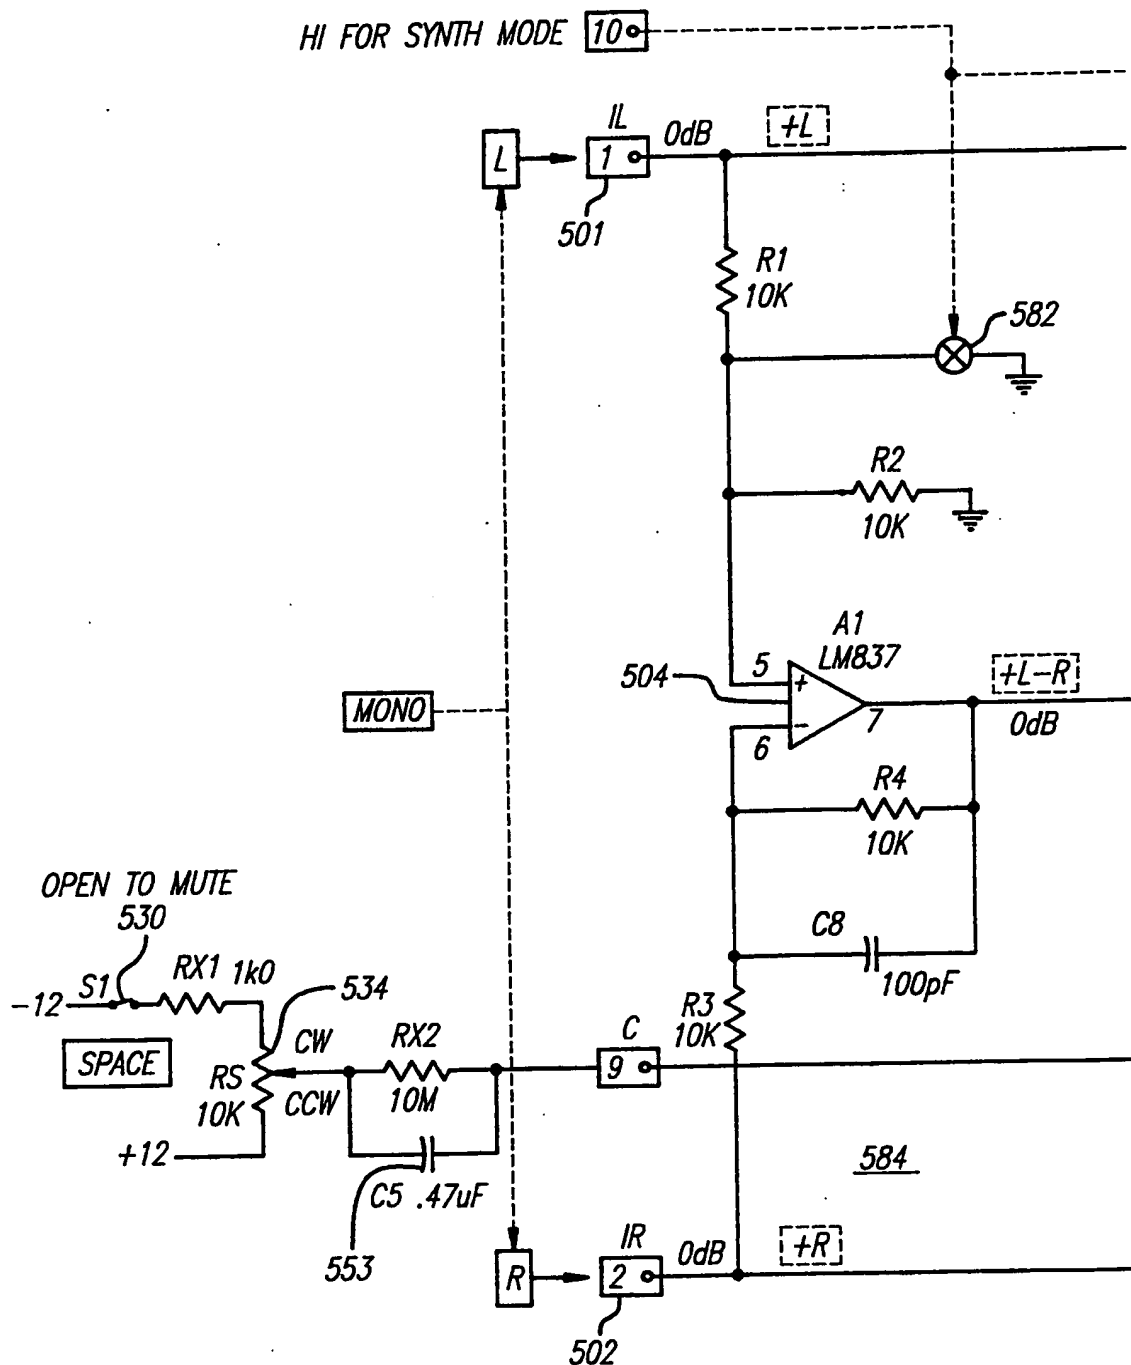 HI FOR SYNTH MODE 10
IL
0dB
+L
L
1
501
R1
10K
582
R2
10K
A1
LM837
5
+
504
+L-R
MONO
-
7
0dB
6
R4
10K
OPEN TO MUTE
530
C8
RX1 1k0
100pF
S1
-12
534
R3
10K
CW
RX2
C
SPACE
9
RS
10K
CCW
10M
+12
584
C5 .47uF
IR
0dB
+R
553
R
2
502